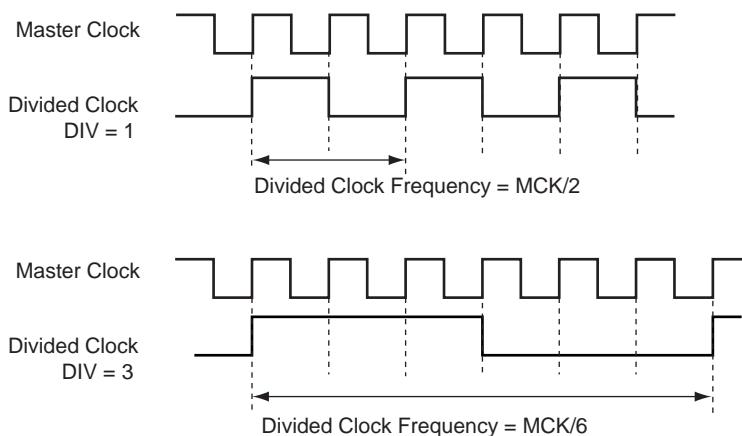 Master Clock
Divided Clock
DIV = 1
Divided Clock Frequency = MCK/2
Master Clock
Divided Clock
DIV = 3
Divided Clock Frequency = MCK/6